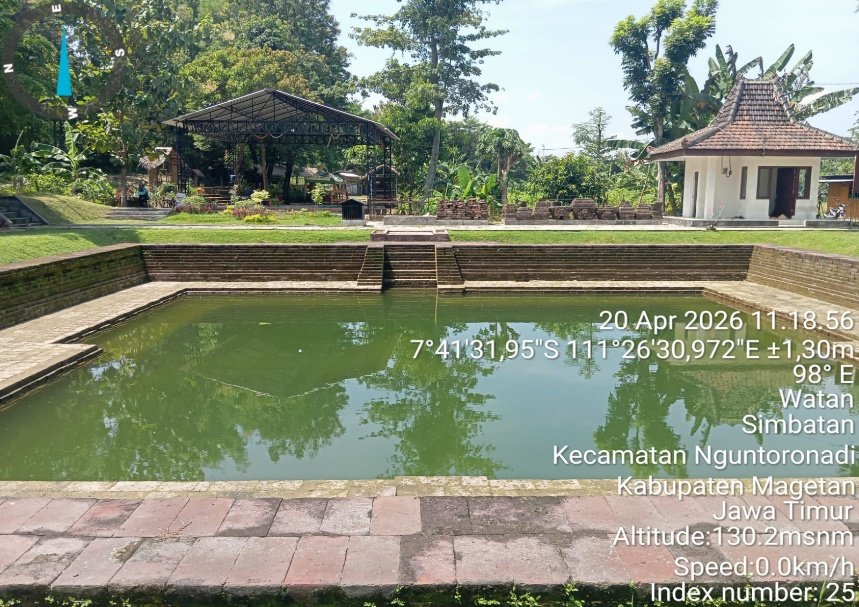 N
E
S
W
20 Apr 2026 11.18.56
7°41'31,95"S 111°26'30,972"E ±1,30m
98° E
Watan
Simbatan
Kecamatan Nguntoronadi
Kabupaten Magetan
Jawa Timur
Altitude:130.2msnm
Speed:0.0km/h
Index number: 25